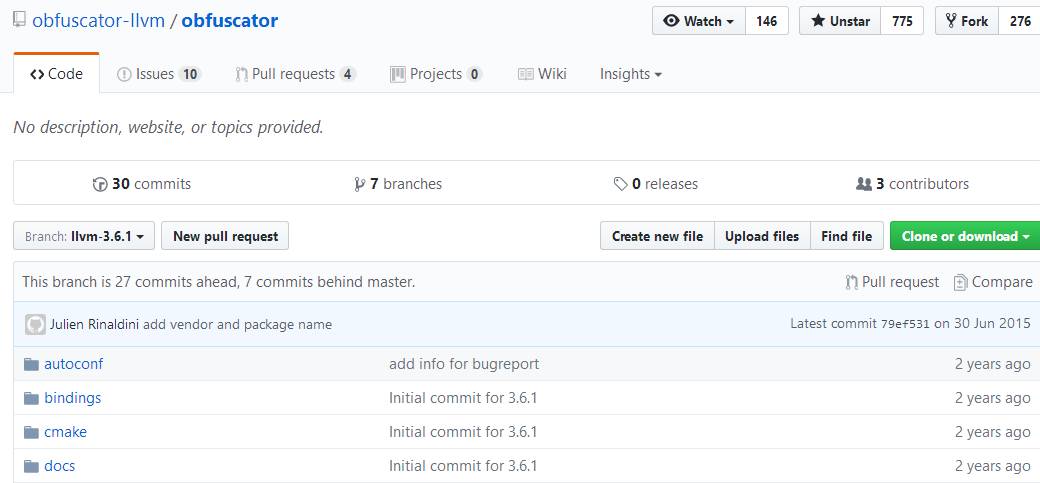 obfuscator-llvm / obfuscator Watch 146 Unstar 775 Fork 276
Code Issues 10 Pull requests 4 Projects 0 Wiki Insights
No description, website, or topics provided.
30 commits 7 branches 0 releases 3 contributors
Branch: llvm-3.6.1 New pull request Create new file Upload files Find file Clone or download
This branch is 27 commits ahead, 7 commits behind master. Pull request Compare
Julien Rinaldini add vendor and package name Latest commit 79ef531 on 30 Jun 2015
autoconf add info for bugreport 2 years ago
bindings Initial commit for 3.6.1 2 years ago
cmake Initial commit for 3.6.1 2 years ago
docs Initial commit for 3.6.1 2 years ago